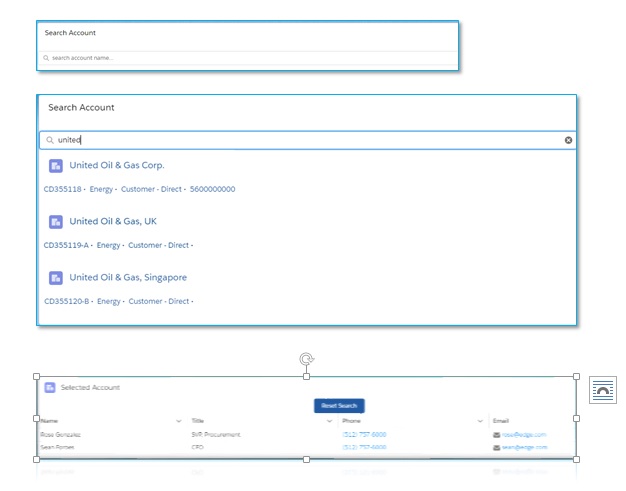 Search Account
search account name...
Search Account
united
United Oil & Gas Corp.
CD355118 • Energy • Customer - Direct • 5600000000
United Oil & Gas, UK
CD355119-A • Energy • Customer - Direct •
United Oil & Gas, Singapore
CD355120-B • Energy • Customer - Direct •
Selected Account
Reset Search
Name Title Phone Email
Rose Gonzalez SVP, Procurement (512) 757-6000 rose@edge.com
Sean Forbes CFO (512) 757-6000 sean@edge.com